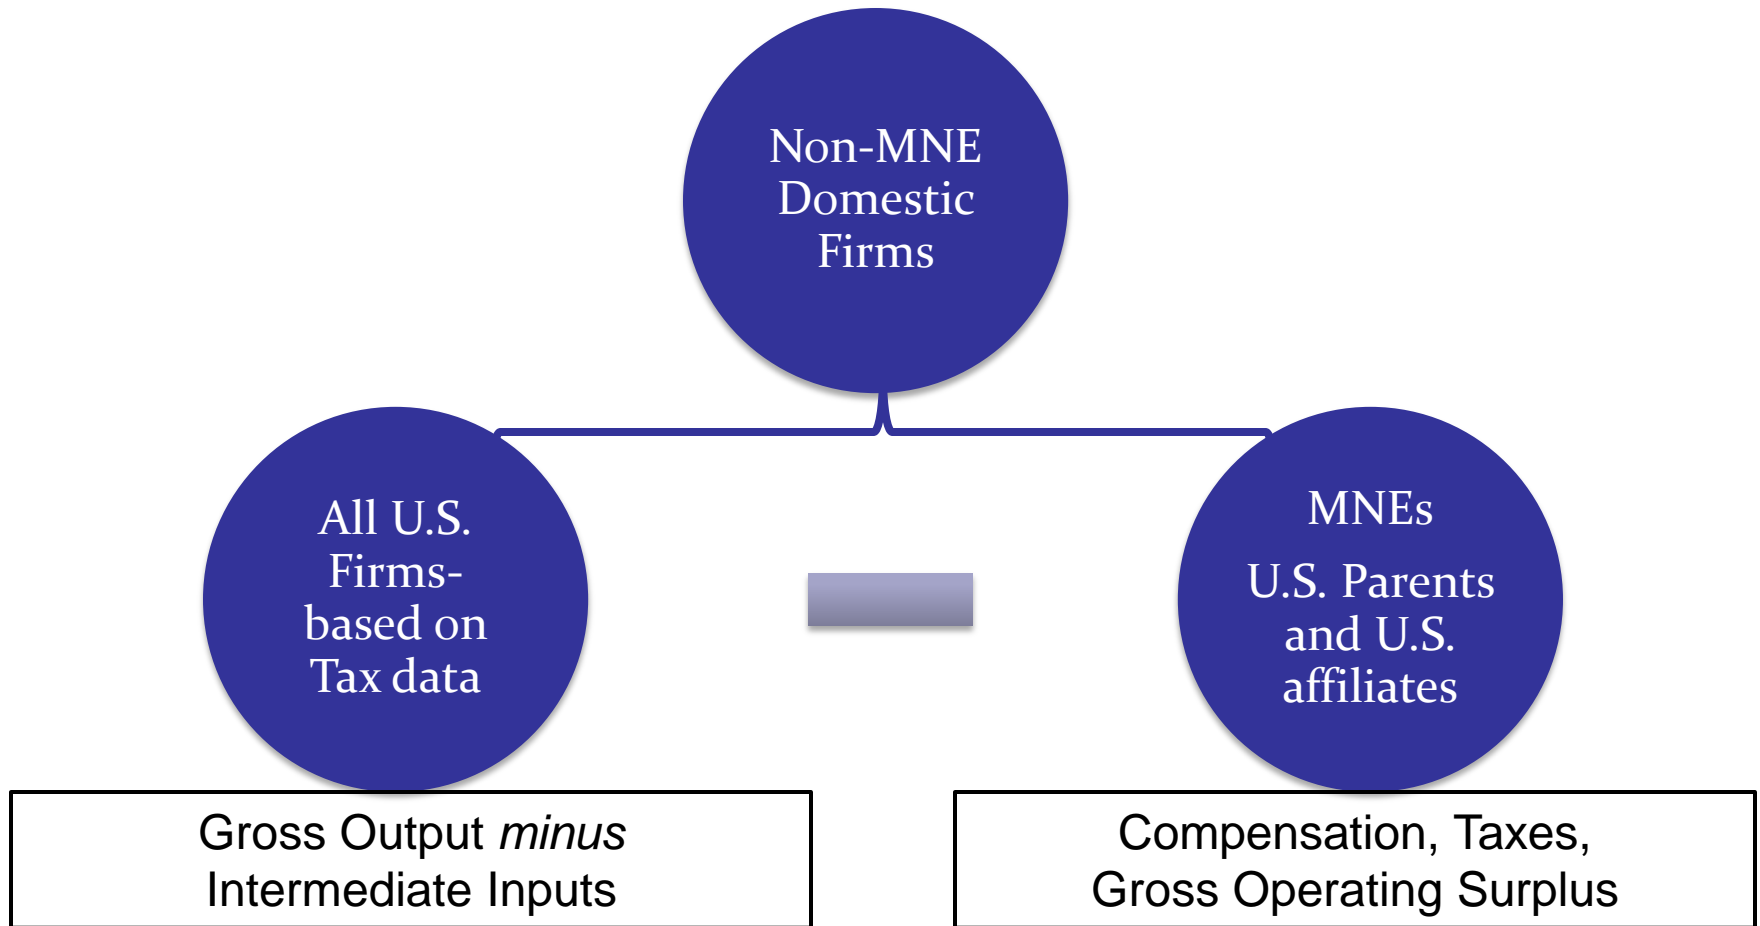 Non-MNE
Domestic
Firms
All U.S.
Firms-
based on
Tax data
MNEs
U.S. Parents
and U.S.
affiliates
Gross Output minus
Intermediate Inputs
Compensation, Taxes,
Gross Operating Surplus